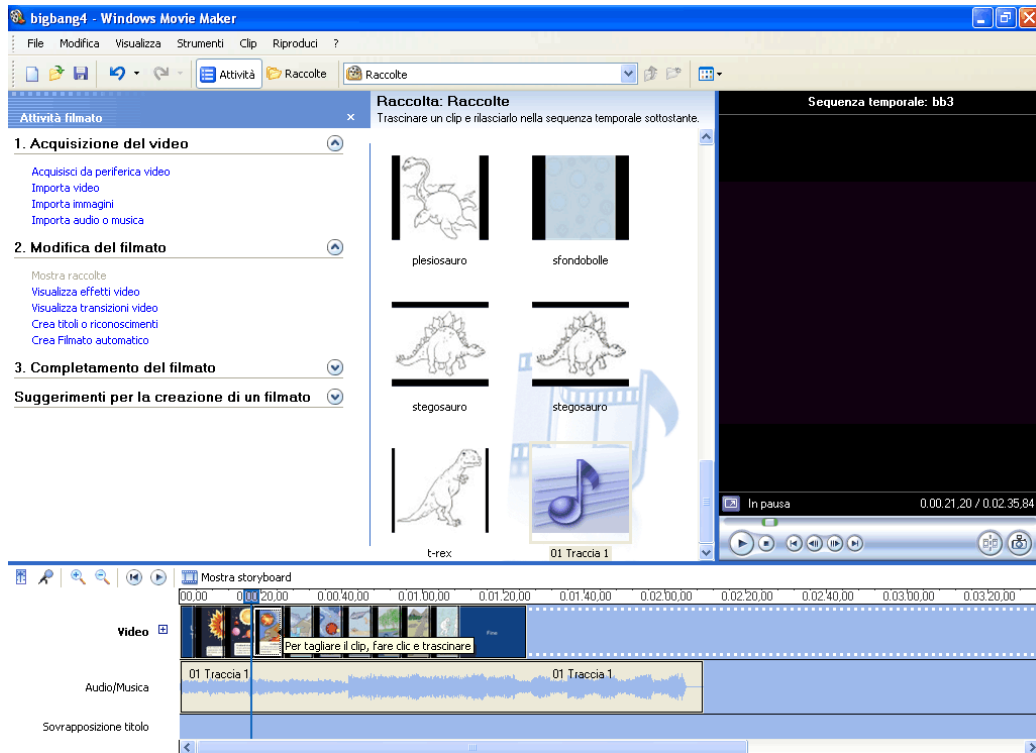 bigbang4 - Windows Movie Maker
File Modifica Visualizza Strumenti Clip Riproduci ?
Attività Raccolte Raccolte
Attività filmato
1. Acquisizione del video
Acquisisci da periferica video
Importa video
Importa immagini
Importa audio o musica
2. Modifica del filmato
Mostra raccolte
Visualizza effetti video
Visualizza transizioni video
Crea titoli o riconoscimenti
Crea Filmato automatico
3. Completamento del filmato
Suggerimenti per la creazione di un filmato
Raccolta: Raccolte
Trascinare un clip e rilasciarlo nella sequenza temporale sottostante.
plesiosauro sfondobolle
stegosauro stegosauro
t-rex 01 Traccia 1
Sequenza temporale: bb3
In pausa 0.00.21,20 / 0.02.35,84
Mostra storyboard
00,00 20,00 0.00.40,00 0.01.00,00 0.01.20,00 0.01.40,00 0.02.00,00 0.02.20,00 0.02.40,00 0.03.00,00 0.03.20,00
Video Fine
Per tagliare il clip, fare clic e trascinare
Audio/Musica 01 Traccia 1 01 Traccia 1
Sovrapposizione titolo